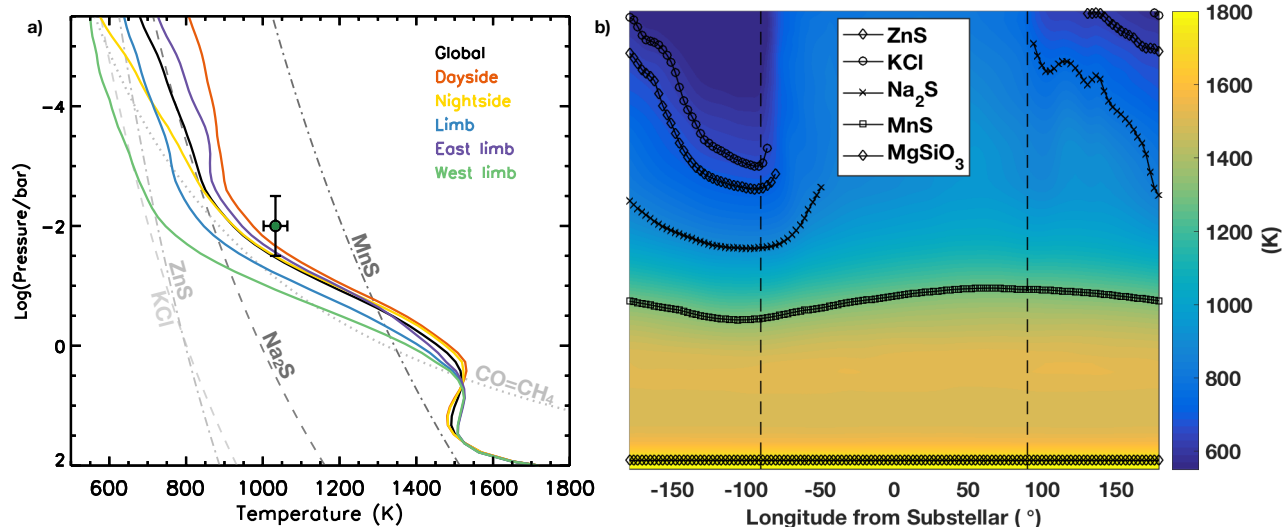 a)
Global
Dayside
Nightside
Limb
East limb
West limb
−4
−2
0
2
Log(Pressure/bar)
ZnS
KCl
Na2S
MnS
CO=CH4
600
800
1000
1200
1400
1600
1800
Temperature (K)
b)
ZnS
KCl
Na2S
MnS
MgSiO3
-150
-100
-50
0
50
100
150
Longitude from Substellar ( °)
1800
1600
1400
1200
1000
800
600
(K)